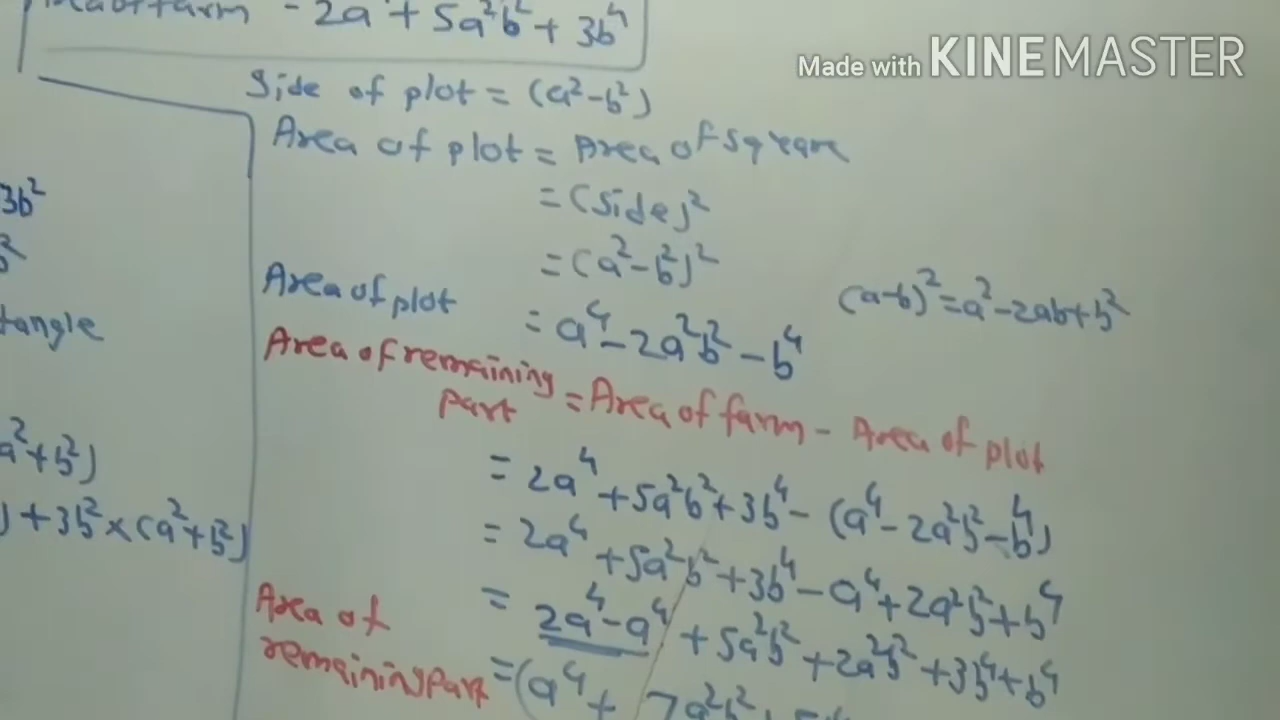 farm = 2a⁴ + 5a²b² + 3b⁴
Made with KINEMASTER
Side of plot = (a²-b²)
Area of plot = Area of square
= (Side)²
= (a²-b²)²
Area of plot = a⁴ - 2a²b² - b⁴
(a-b)² = a² - 2ab + b²
Area of remaining part = Area of farm - Area of plot
= 2a⁴ + 5a²b² + 3b⁴ - (a⁴ - 2a²b² - b⁴)
= 2a⁴ + 5a²b² + 3b⁴ - a⁴ + 2a²b² + b⁴
= 2a⁴ - a⁴ + 5a²b² + 2a²b² + 3b⁴ + b⁴
Area of remaining part = (a⁴ + 7a²b² +
3b²
b²
tangle
a²+b²)
) + 3b² × (a²+b²)